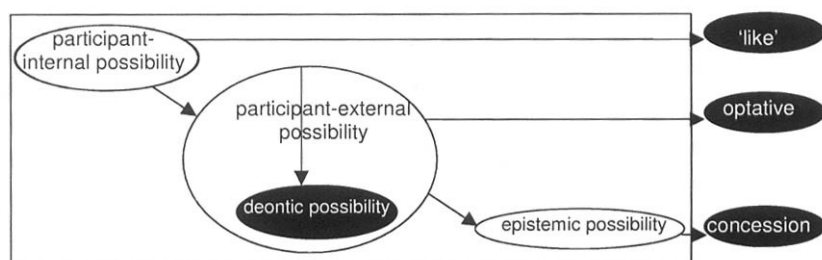 participant-
internal possibility
'like'
participant-external
possibility
optative
deontic possibility
epistemic possibility
concession